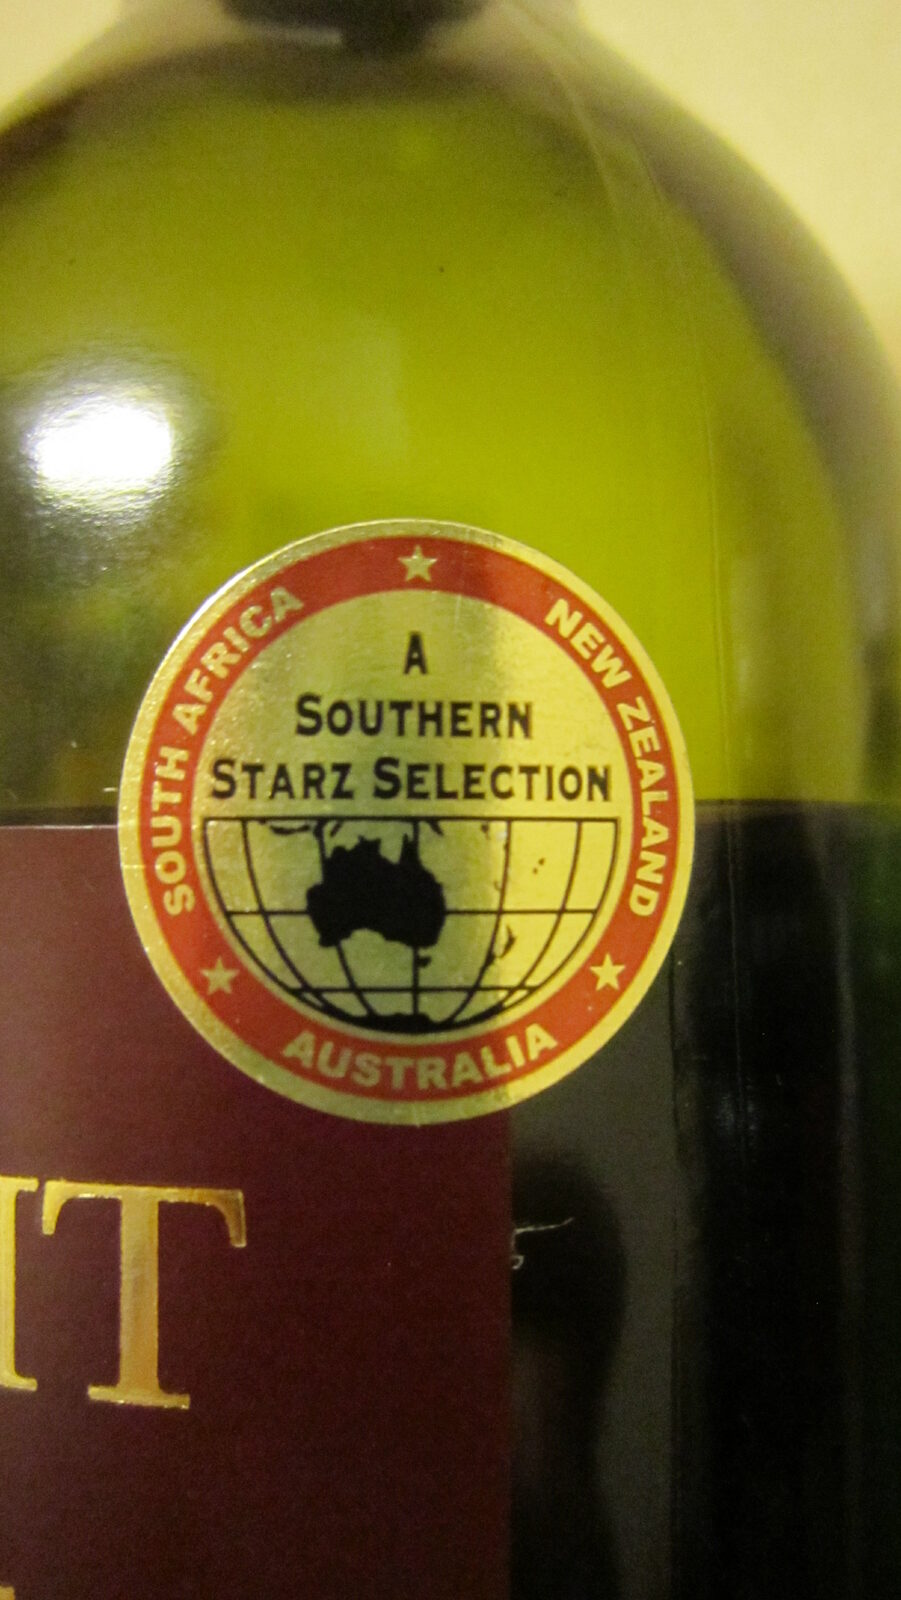 A
SOUTHERN
STARZ SELECTION
SOUTH AFRICA
NEW ZEALAND
AUSTRALIA